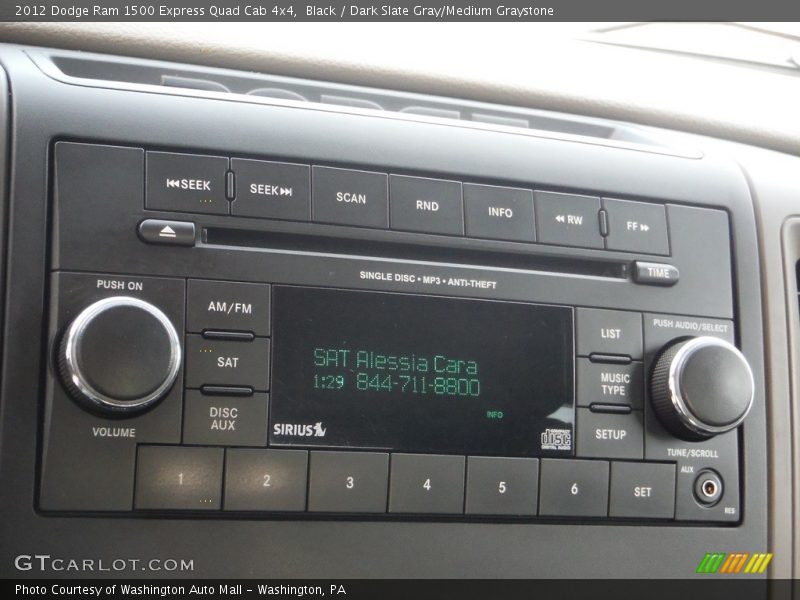 2012 Dodge Ram 1500 Express Quad Cab 4x4,  Black / Dark Slate Gray/Medium Graystone
SEEK
SEEK
SCAN
RND
INFO
RW
FF
TIME
SINGLE DISC • MP3 • ANTI-THEFT
PUSH ON
VOLUME
AM/FM
SAT
DISC
AUX
SAT Alessia Cara
1:29 844-711-8800
INFO
SIRIUS
COMPACT
disc
LIST
MUSIC
TYPE
SETUP
PUSH AUDIO/SELECT
TUNE/SCROLL
AUX
RES
1
2
3
4
5
6
SET
GTCARLOT.COM
Photo Courtesy of Washington Auto Mall - Washington, PA